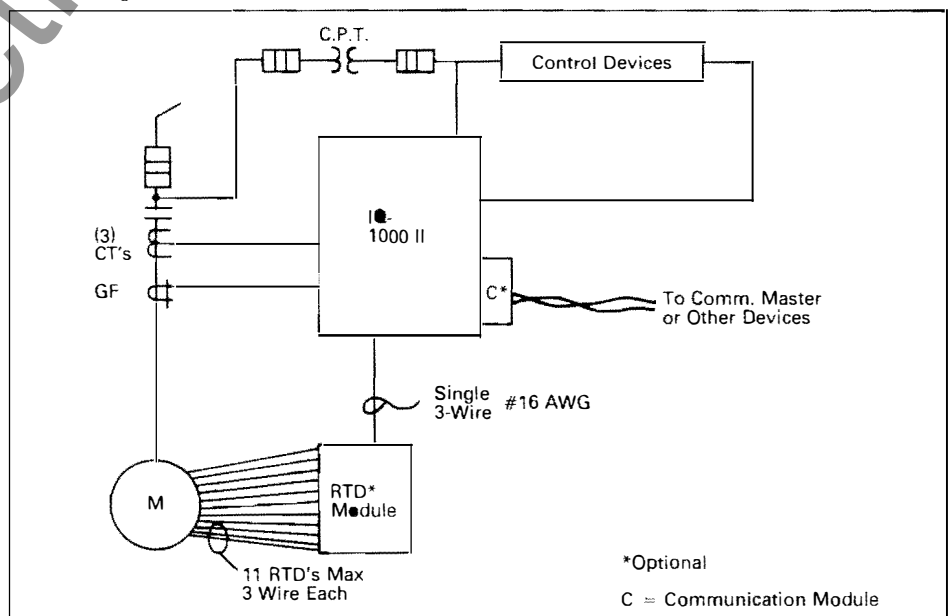 C.P.T.
Control Devices
IQ-
1000 II
(3)
CT's
GF
C*
To Comm. Master
or Other Devices
Single
3-Wire #16 AWG
M
RTD*
Module
11 RTD's Max
3 Wire Each
*Optional
C = Communication Module